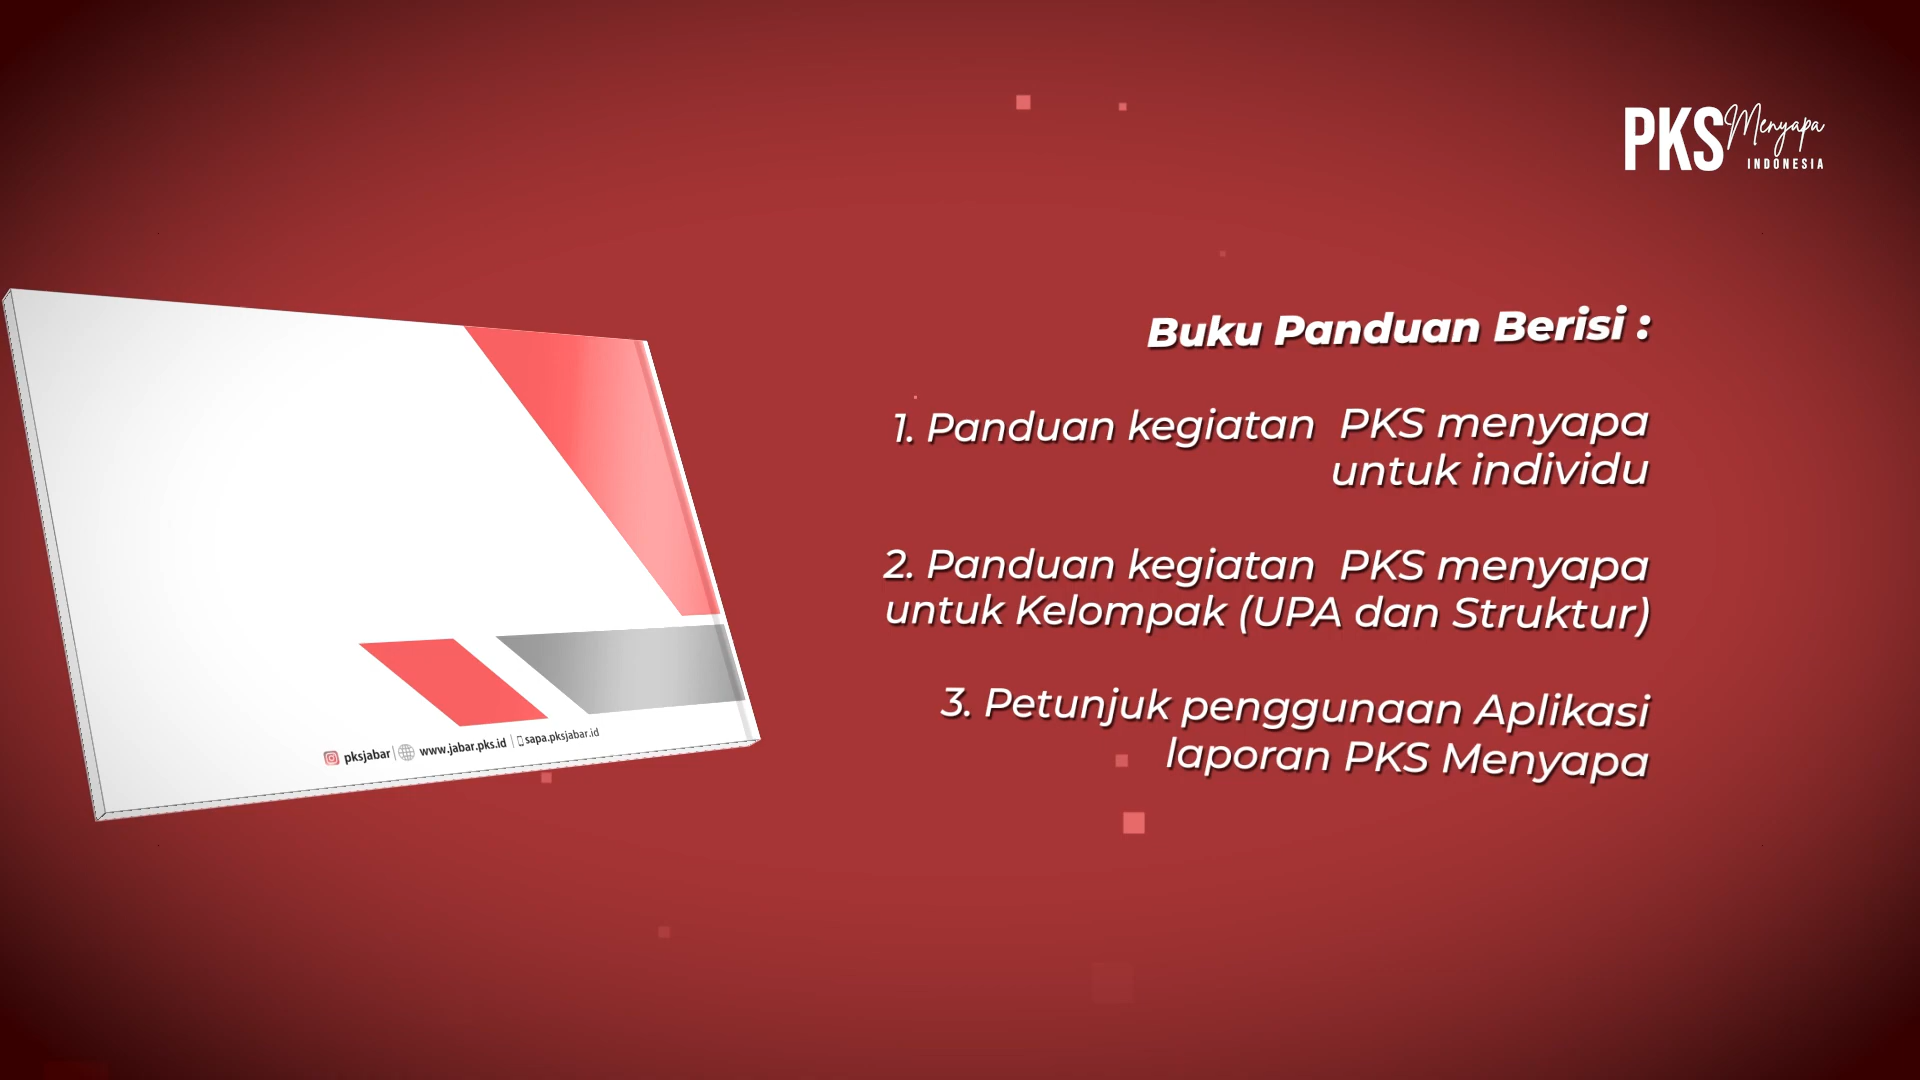 PKS Menyapa
INDONESIA
Buku Panduan Berisi :
1. Panduan kegiatan PKS menyapa
untuk individu
2. Panduan kegiatan PKS menyapa
untuk Kelompak (UPA dan Struktur)
3. Petunjuk penggunaan Aplikasi
laporan PKS Menyapa
pksjabar | www.jabar.pks.id | sapa.pksjabar.id